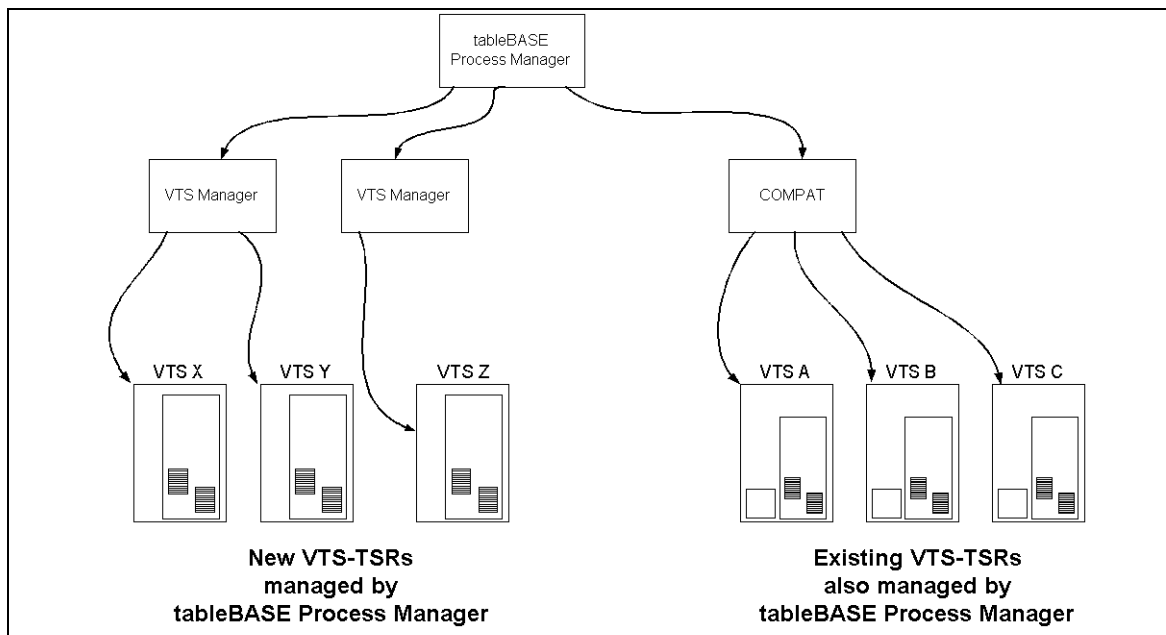 tableBASE
Process Manager
VTS Manager
VTS Manager
COMPAT
VTS X
VTS Y
VTS Z
VTS A
VTS B
VTS C
New VTS-TSRs
managed by
tableBASE Process Manager
Existing VTS-TSRs
also managed by
tableBASE Process Manager